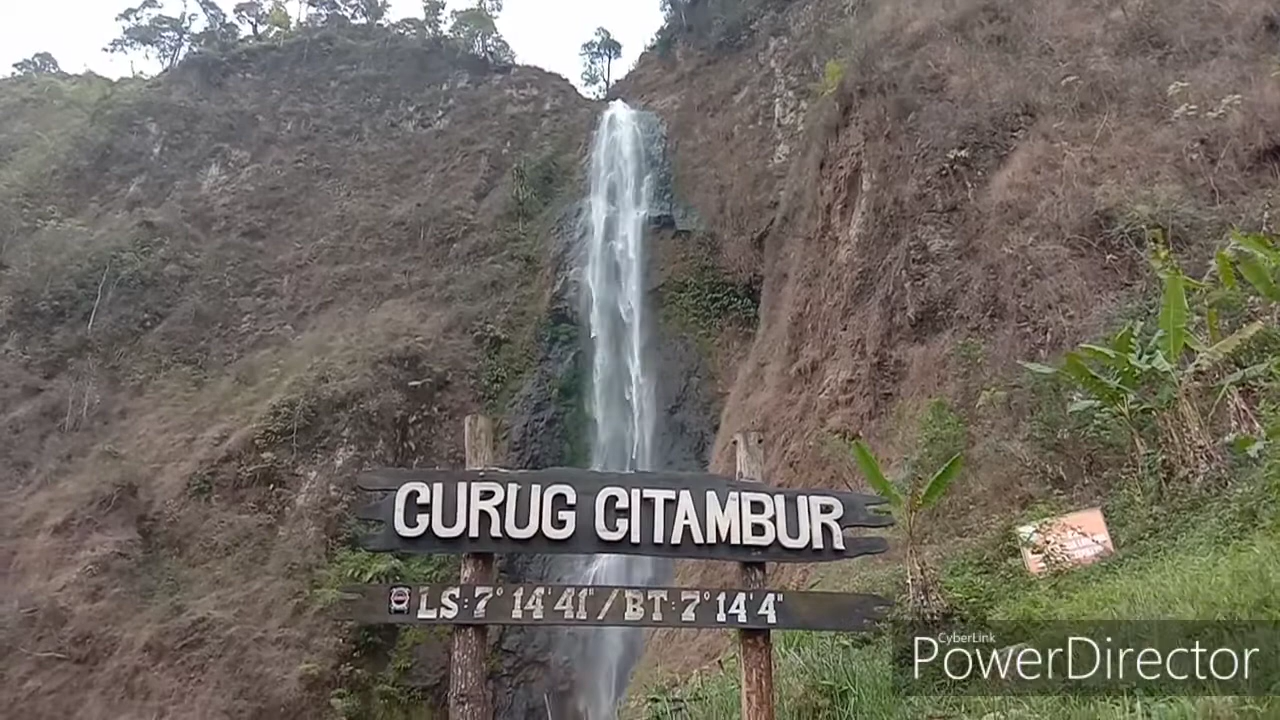 CURUG CITAMBUR
LS:7° 14' 41" / BT:7° 14' 4"
CyberLink
PowerDirector